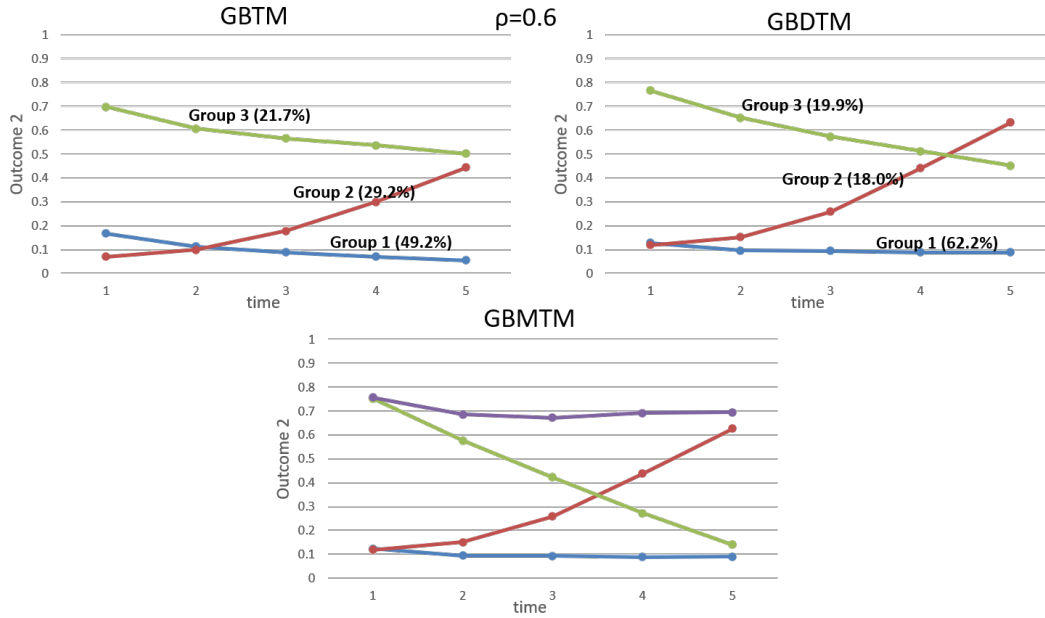 GBTM
ρ=0.6
GBDTM
1
0.9
0.8
0.7
0.6
0.5
0.4
0.3
0.2
0.1
0
Outcome 2
Group 3 (21.7%)
Group 2 (29.2%)
Group 1 (49.2%)
1 2 3 4 5
time
1
0.9
0.8
0.7
0.6
0.5
0.4
0.3
0.2
0.1
0
Outcome 2
Group 3 (19.9%)
Group 2 (18.0%)
Group 1 (62.2%)
1 2 3 4 5
time
GBMTM
1
0.9
0.8
0.7
0.6
0.5
0.4
0.3
0.2
0.1
0
Outcome 2
1 2 3 4 5
time